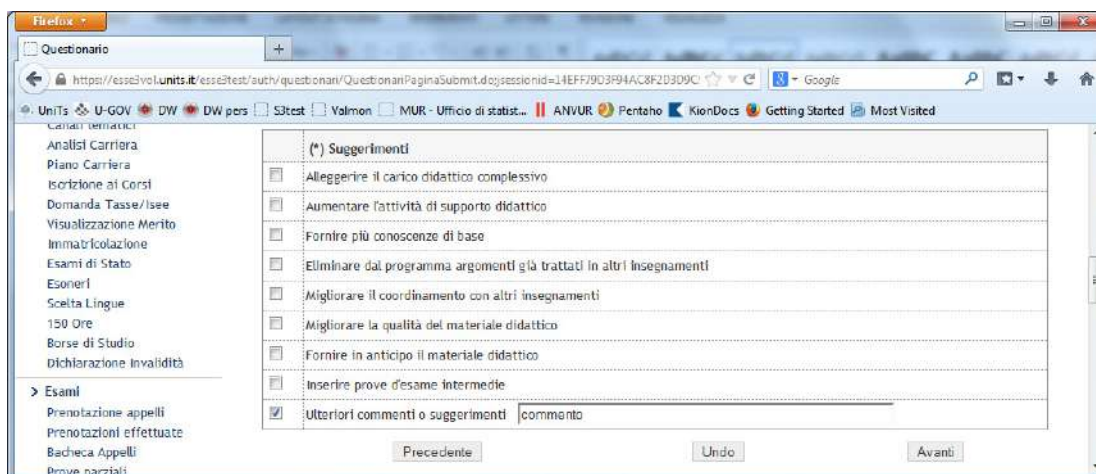 Firefox
Questionario
+
https://esse3vol.units.it/esse3test/auth/questionari/QuestionariPaginaSubmit.do;jsessionid=
Google
UniTs U-GOV DW DW pers S3test Valmon MUR - Ufficio di statist... ANVUR Pentaho KionDocs Getting Started Most Visited
Canali tematici
Analisi Carriera
Piano Carriera
Iscrizione ai Corsi
Domanda Tasse/Isee
Visualizzazione Merito
Immatricolazione
Esami di Stato
Esoneri
Scelta Lingue
150 Ore
Borse di Studio
Dichiarazione Invalidità
> Esami
Prenotazione appelli
Prenotazioni effettuate
Bacheca Appelli
Prove parziali
(*) Suggerimenti
Alleggerire il carico didattico complessivo
Aumentare l'attività di supporto didattico
Fornire più conoscenze di base
Eliminare dal programma argomenti già trattati in altri insegnamenti
Migliorare il coordinamento con altri insegnamenti
Migliorare la qualità del materiale didattico
Fornire in anticipo il materiale didattico
Inserire prove d'esame intermedie
Ulteriori commenti o suggerimenti commento
Precedente Undo Avanti